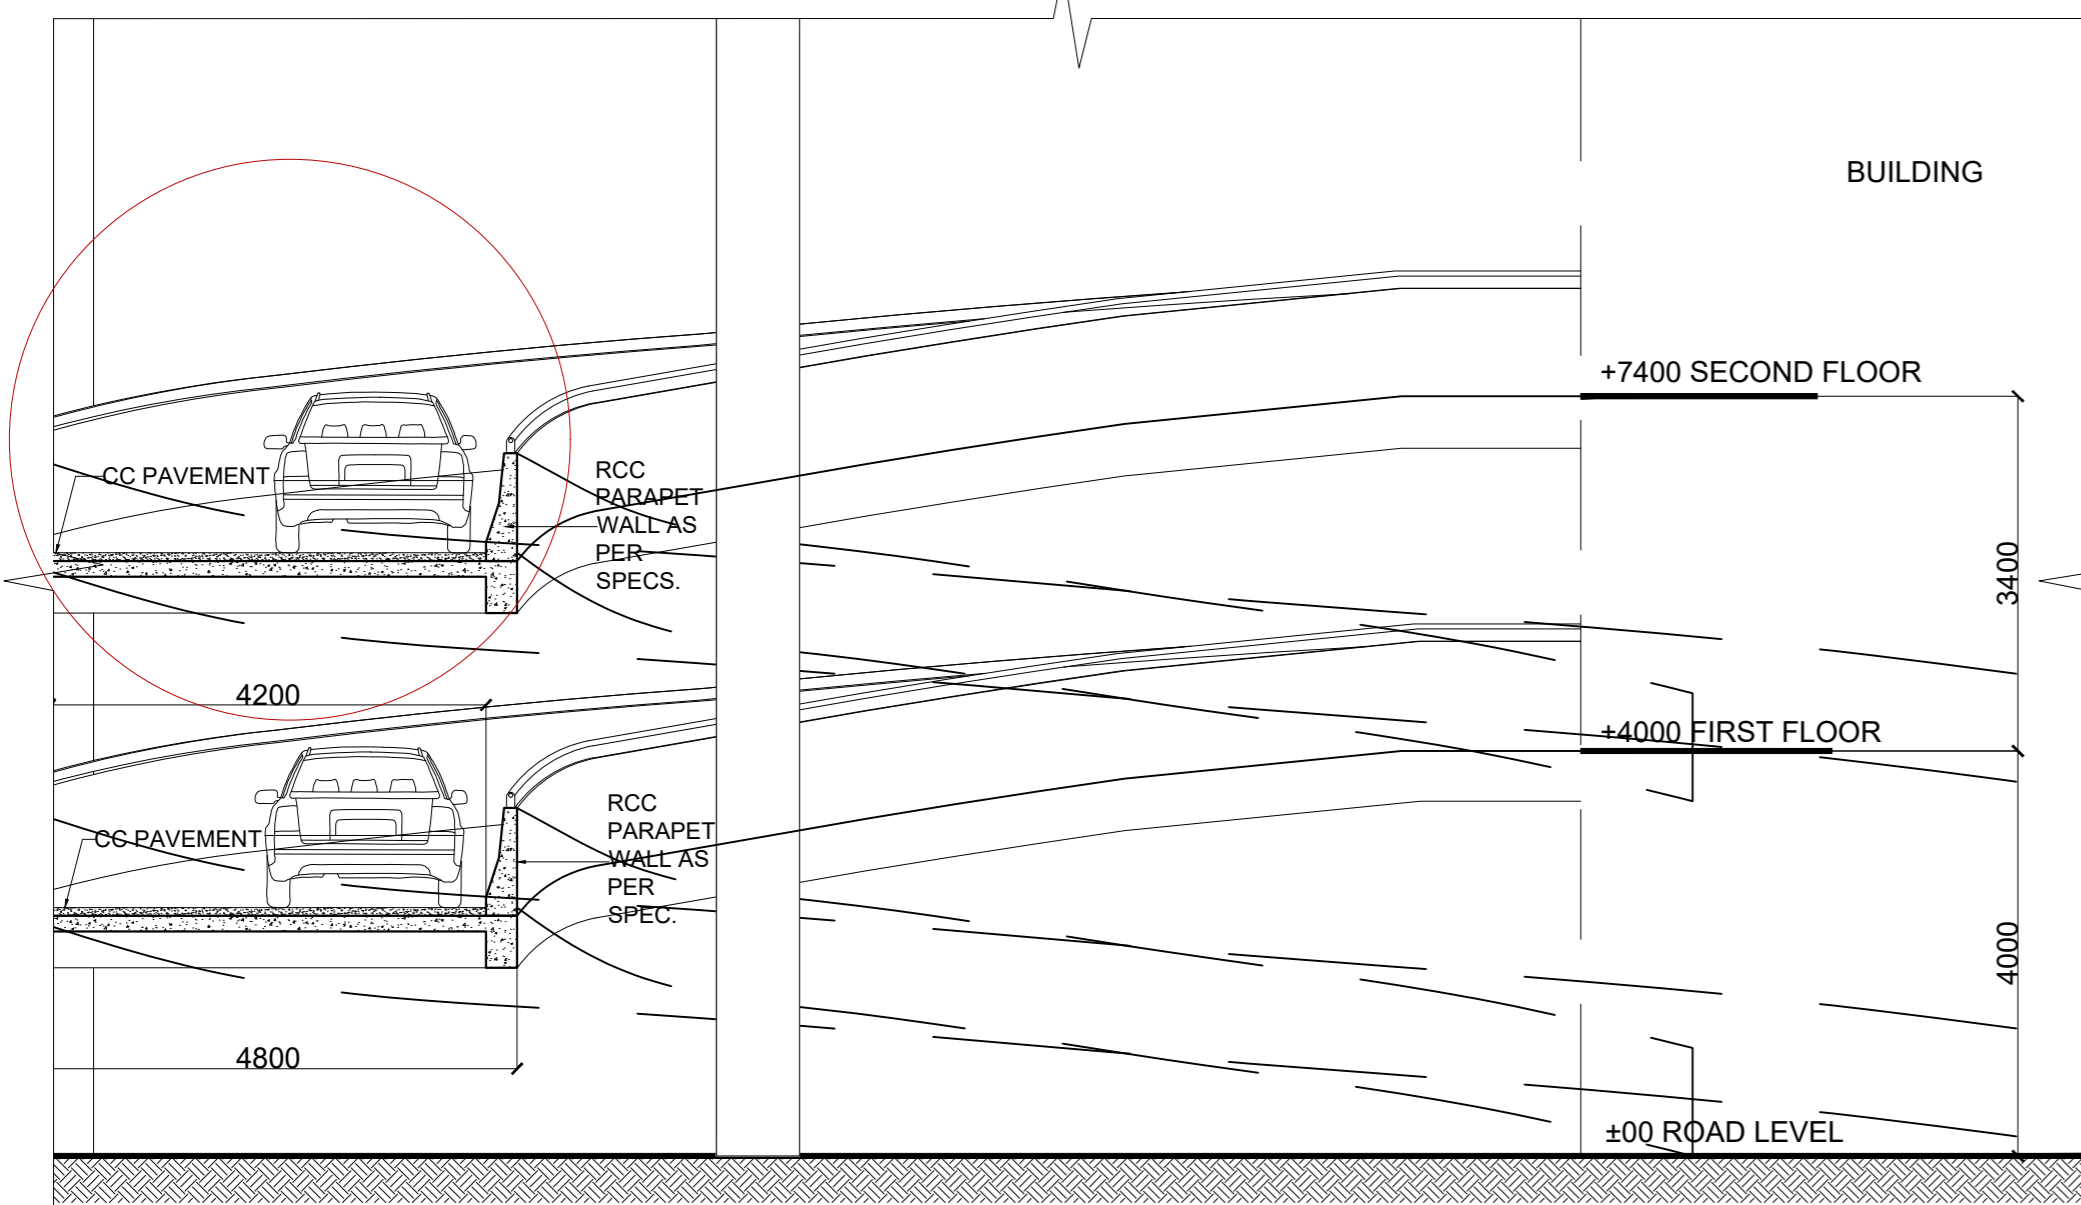 BUILDING
+7400 SECOND FLOOR
CC PAVEMENT
RCC
PARAPET
WALL AS
PER
SPECS.
3400
4200
+4000 FIRST FLOOR
CC PAVEMENT
RCC
PARAPET
WALL AS
PER
SPEC.
4000
4800
±00 ROAD LEVEL